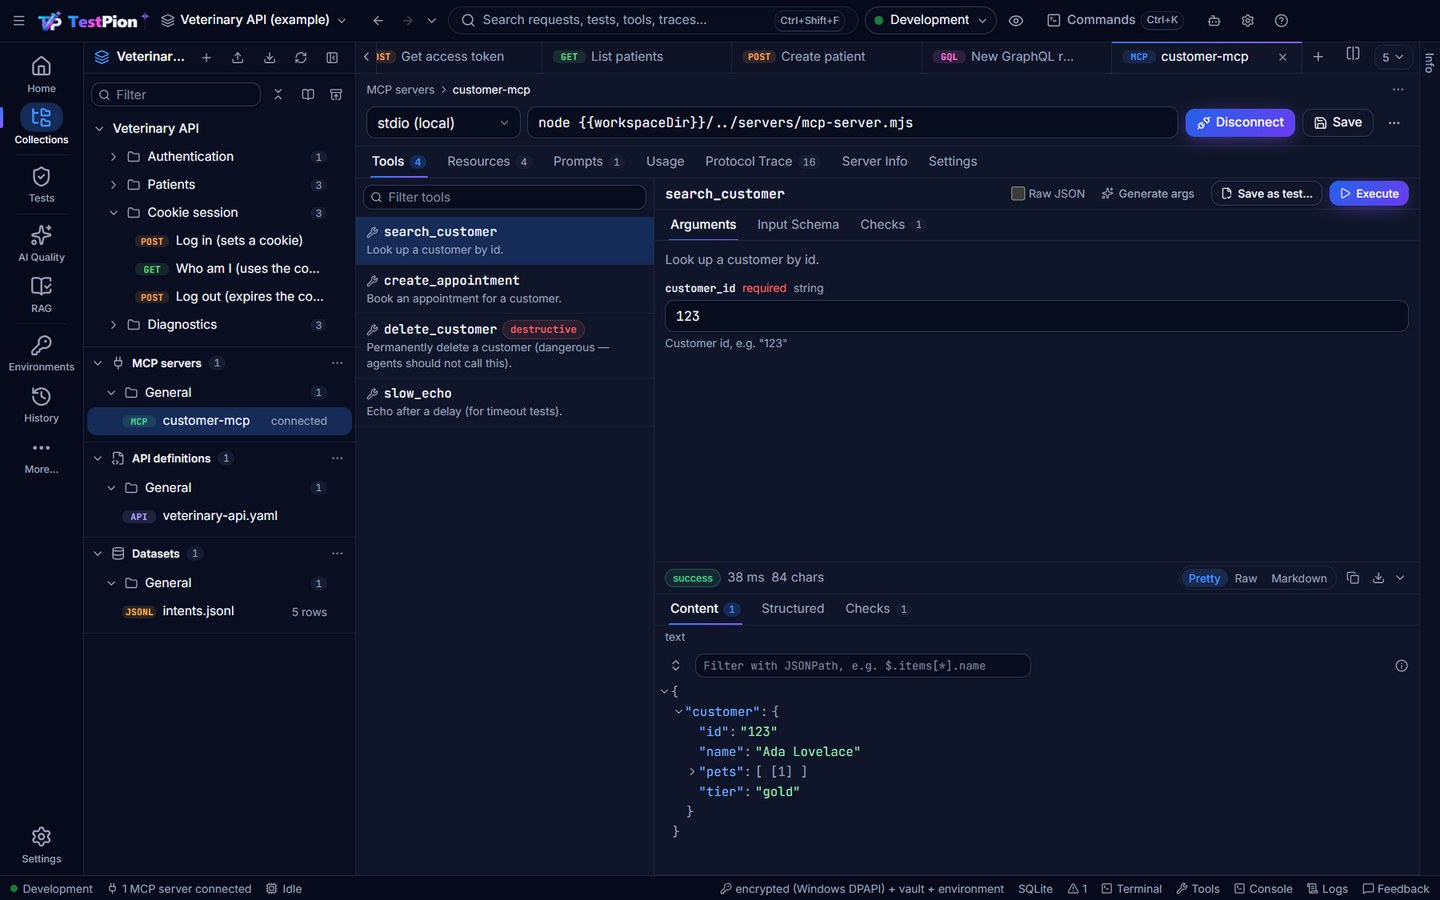 TestPion
Veterinary API (example)
Search requests, tests, tools, traces...
Ctrl+Shift+F
Development
Commands
Ctrl+K
Home
Collections
Tests
AI Quality
RAG
Environments
History
More...
Settings
Veterinar...
Filter
Veterinary API
Authentication 1
Patients 3
Cookie session 3
POST Log in (sets a cookie)
GET Who am I (uses the co...
POST Log out (expires the co...
Diagnostics 3
MCP servers 1
General 1
MCP customer-mcp connected
API definitions 1
General 1
API veterinary-api.yaml
Datasets 1
General 1
JSONL intents.jsonl 5 rows
OST Get access token
GET List patients
POST Create patient
GQL New GraphQL r...
MCP customer-mcp
5
Info
MCP servers > customer-mcp
stdio (local)
node {{workspaceDir}}/../servers/mcp-server.mjs
Disconnect
Save
Tools 4
Resources 4
Prompts 1
Usage
Protocol Trace 16
Server Info
Settings
Filter tools
search_customer
Look up a customer by id.
create_appointment
Book an appointment for a customer.
delete_customer destructive
Permanently delete a customer (dangerous —
agents should not call this).
slow_echo
Echo after a delay (for timeout tests).
search_customer
Raw JSON
Generate args
Save as test...
Execute
Arguments
Input Schema
Checks 1
Look up a customer by id.
customer_id required string
123
Customer id, e.g. "123"
success 38 ms 84 chars
Pretty
Raw
Markdown
Content 1
Structured
Checks 1
text
Filter with JSONPath, e.g. $.items[*].name
{
"customer": {
"id": "123"
"name": "Ada Lovelace"
"pets": [ [1] ]
"tier": "gold"
}
}
Development
1 MCP server connected
Idle
encrypted (Windows DPAPI) + vault + environment
SQLite
1
Terminal
Tools
Console
Logs
Feedback